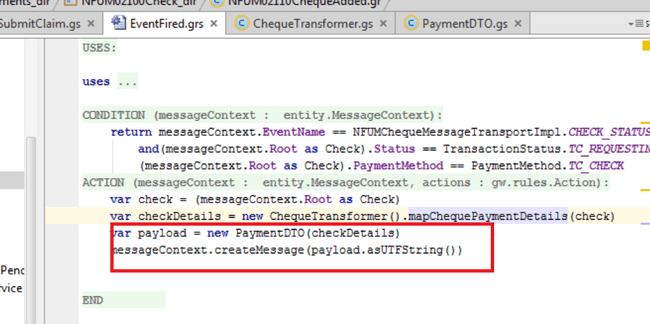 ments_dir NFUM02100Check_dir NFUM02110ChequeAdded.gr
SubmitClaim.gs EventFired.grs ChequeTransformer.gs PaymentDTO.gs
USES:
uses ...
CONDITION (messageContext : entity.MessageContext):
return messageContext.EventName == NFUMChequeMessageTransportImpl.CHECK_STATUS
and(messageContext.Root as Check).Status == TransactionStatus.TC_REQUESTIN
(messageContext.Root as Check).PaymentMethod == PaymentMethod.TC_CHECK
ACTION (messageContext : entity.MessageContext, actions : gw.rules.Action):
var check = (messageContext.Root as Check)
var checkDetails = new ChequeTransformer().mapChequePaymentDetails(check)
var payload = new PaymentDTO(checkDetails)
messageContext.createMessage(payload.asUTFString())
Pend
ervice
END